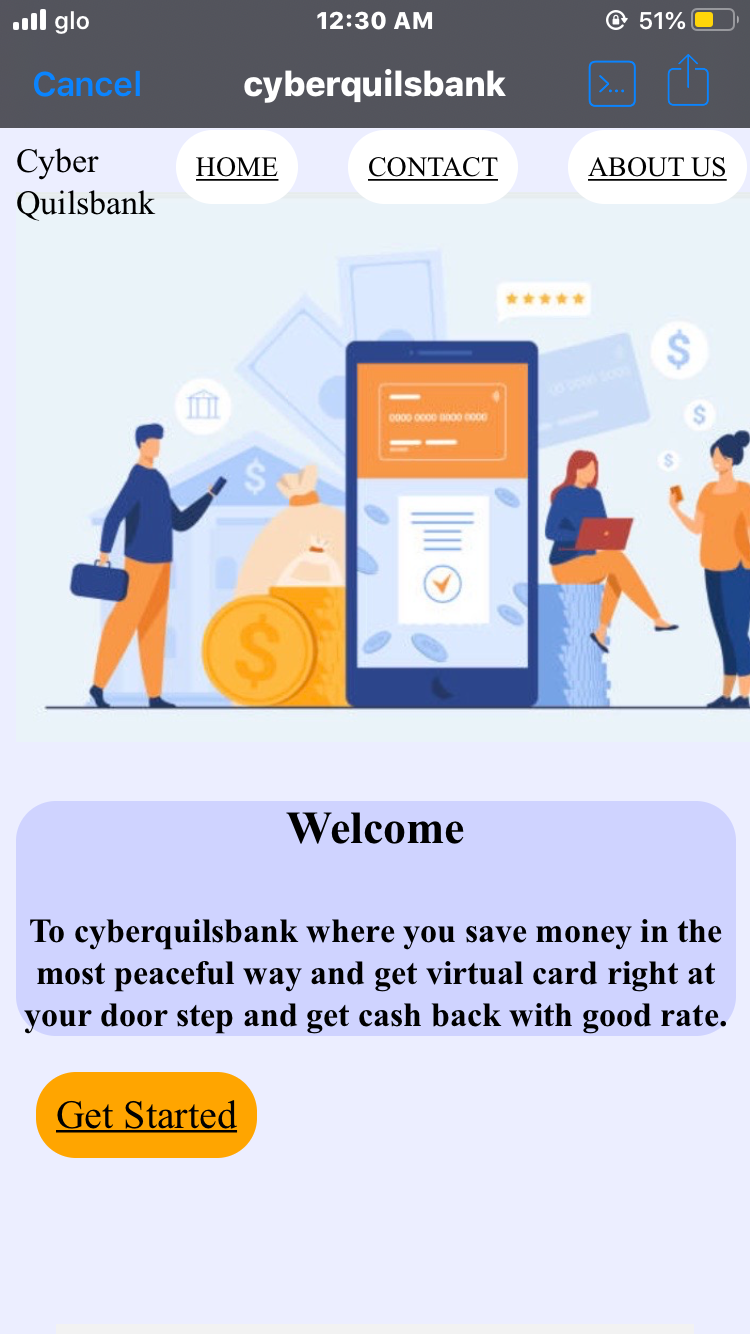 glo
12:30 AM
51%
Cancel
cyberquilsbank
>...
Cyber
Quilsbank
HOME
CONTACT
ABOUT US
$
$
$
$
$
0000 0000 0000 0000
Welcome
To cyberquilsbank where you save money in the
most peaceful way and get virtual card right at
your door step and get cash back with good rate.
Get Started